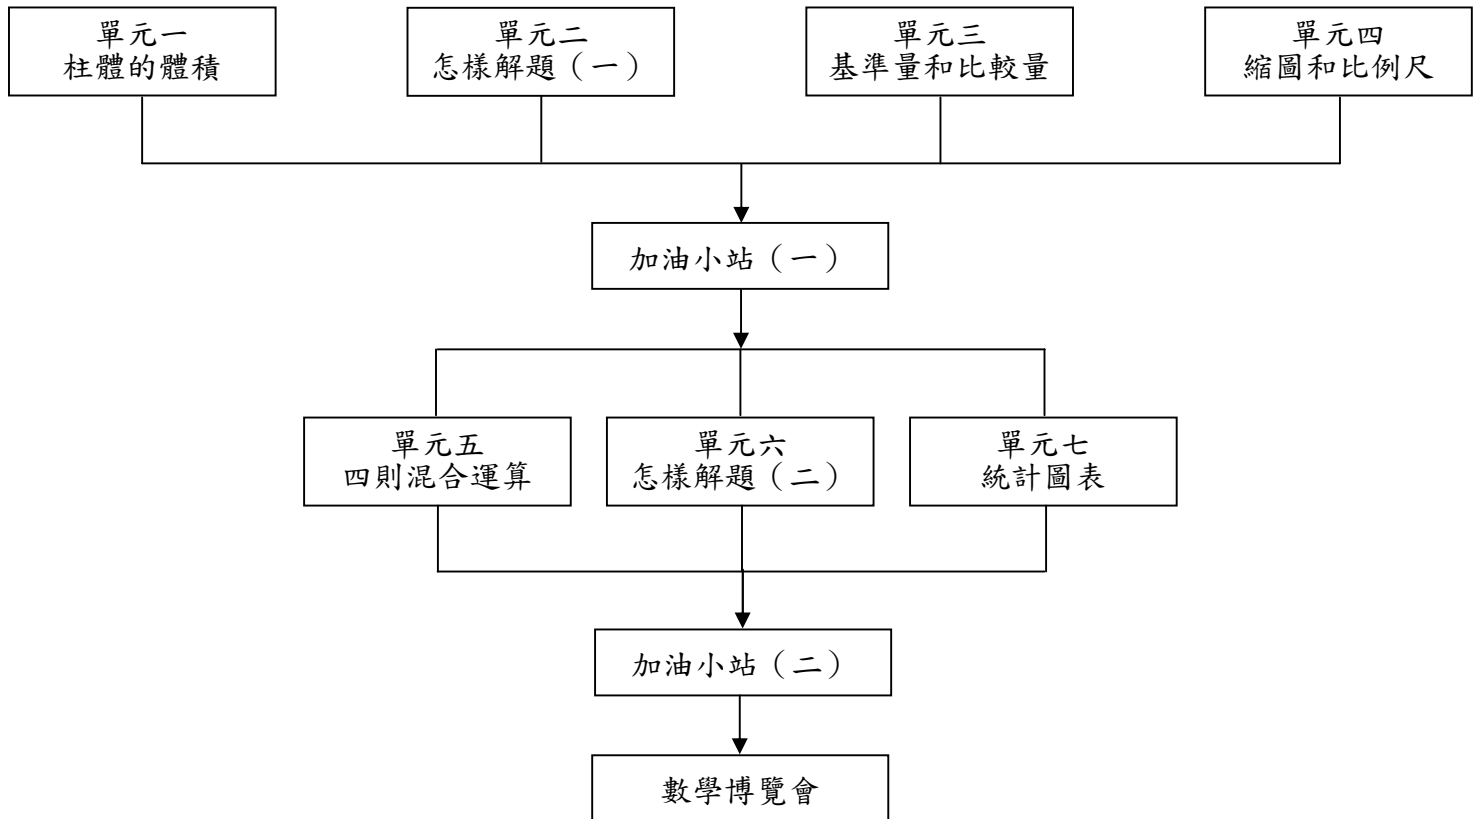 單元一
柱體的體積
單元二
怎樣解題（一）
單元三
基準量和比較量
單元四
縮圖和比例尺
加油小站（一）
單元五
四則混合運算
單元六
怎樣解題（二）
單元七
統計圖表
加油小站（二）
數學博覽會